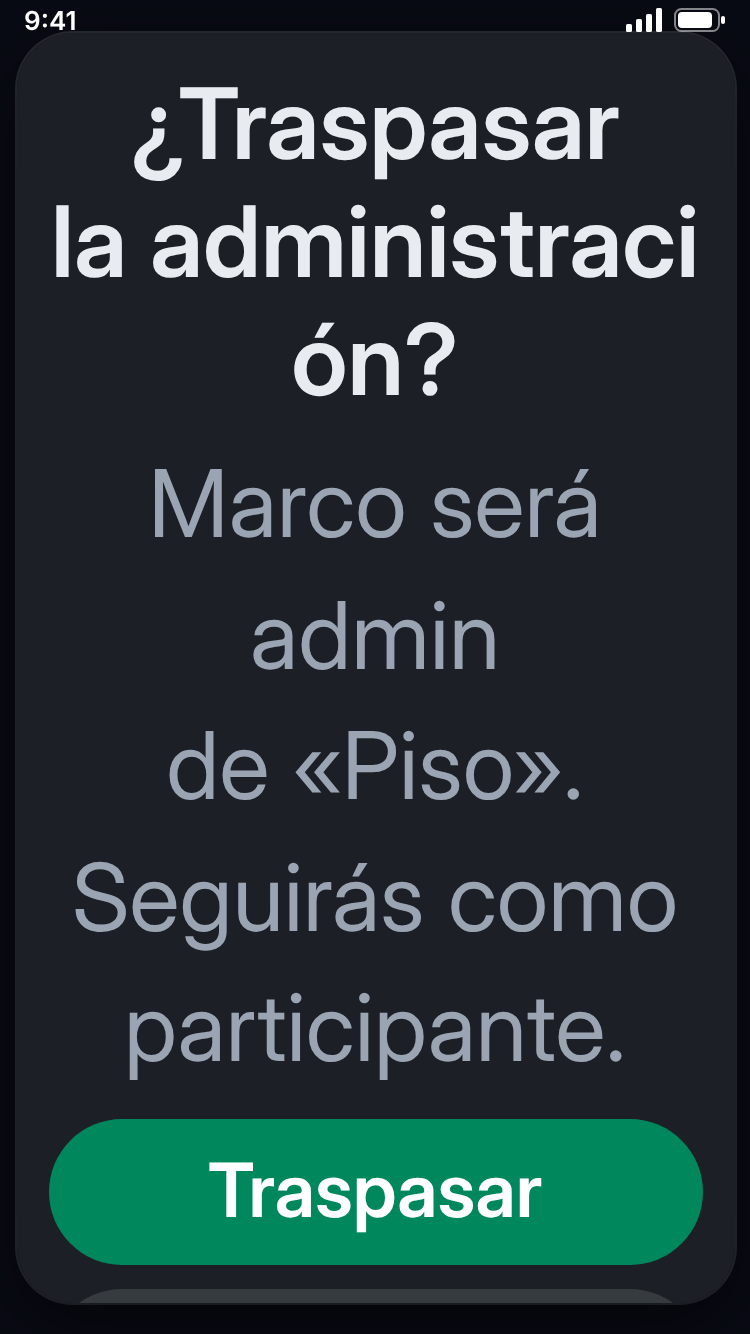 9:41
¿Traspasar
la administraci
ón?
Marco será
admin
de «Piso».
Seguirás como
participante.
Traspasar